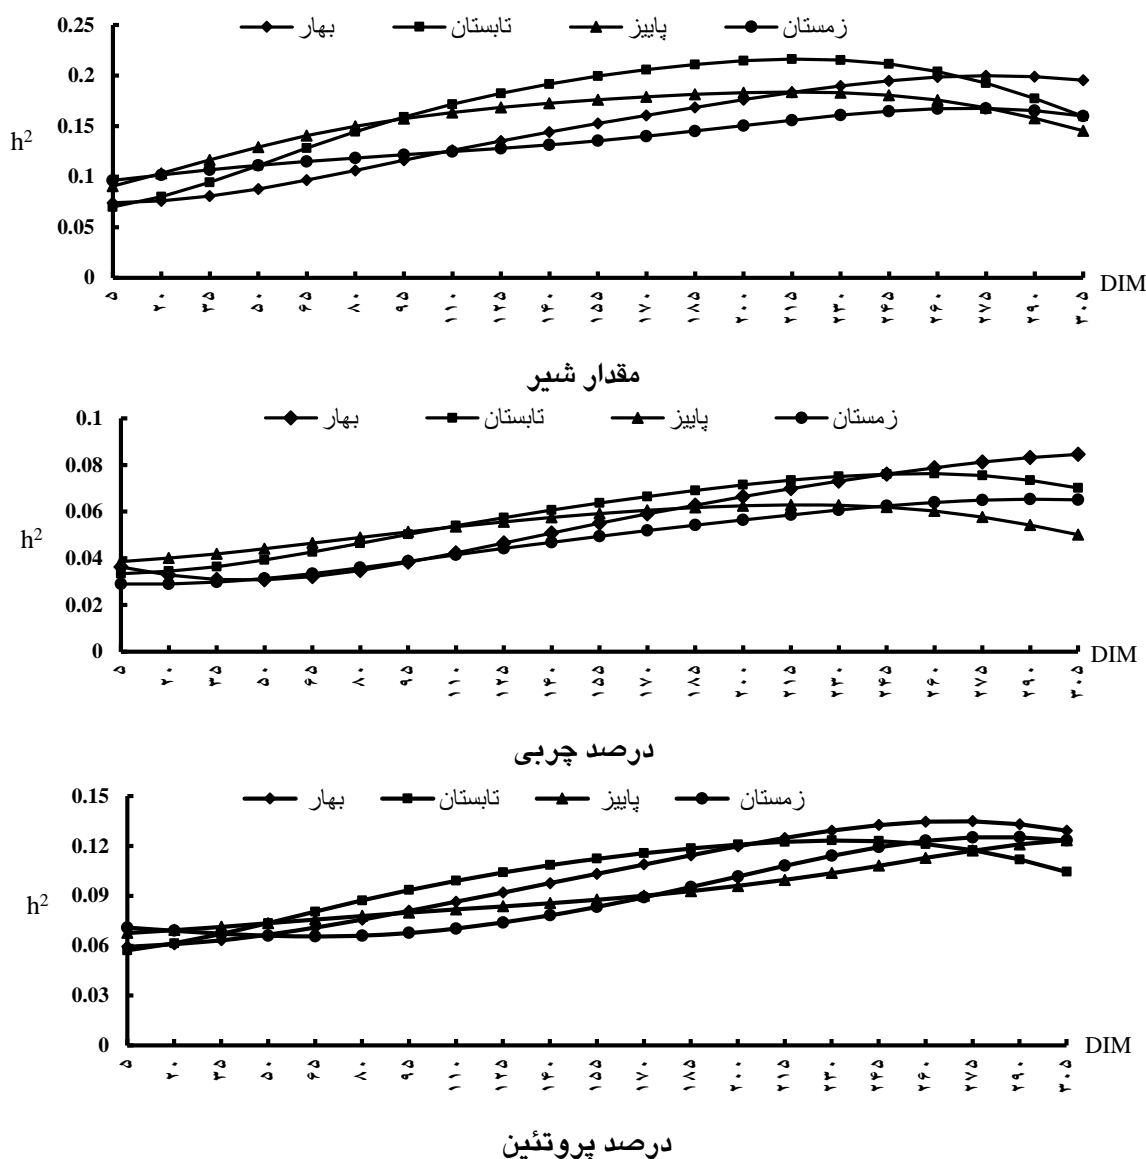 بهار تابستان پاییز زمستان
0.25
0.2
0.15
0.1
0.05
0
h²
DIM
۵ ۲۰ ۳۵ ۵۰ ۶۵ ۸۰ ۹۵ ۱۱۰ ۱۲۵ ۱۴۰ ۱۵۵ ۱۷۰ ۱۸۵ ۲۰۰ ۲۱۵ ۲۳۰ ۲۴۵ ۲۶۰ ۲۷۵ ۲۹۰ ۳۰۵
مقدار شیر
بهار تابستان پاییز زمستان
0.1
0.08
0.06
0.04
0.02
0
h²
DIM
۵ ۲۰ ۳۵ ۵۰ ۶۵ ۸۰ ۹۵ ۱۱۰ ۱۲۵ ۱۴۰ ۱۵۵ ۱۷۰ ۱۸۵ ۲۰۰ ۲۱۵ ۲۳۰ ۲۴۵ ۲۶۰ ۲۷۵ ۲۹۰ ۳۰۵
درصد چربی
بهار تابستان پاییز زمستان
0.15
0.12
0.09
0.06
0.03
0
h²
DIM
۵ ۲۰ ۳۵ ۵۰ ۶۵ ۸۰ ۹۵ ۱۱۰ ۱۲۵ ۱۴۰ ۱۵۵ ۱۷۰ ۱۸۵ ۲۰۰ ۲۱۵ ۲۳۰ ۲۴۵ ۲۶۰ ۲۷۵ ۲۹۰ ۳۰۵
درصد پروتئین